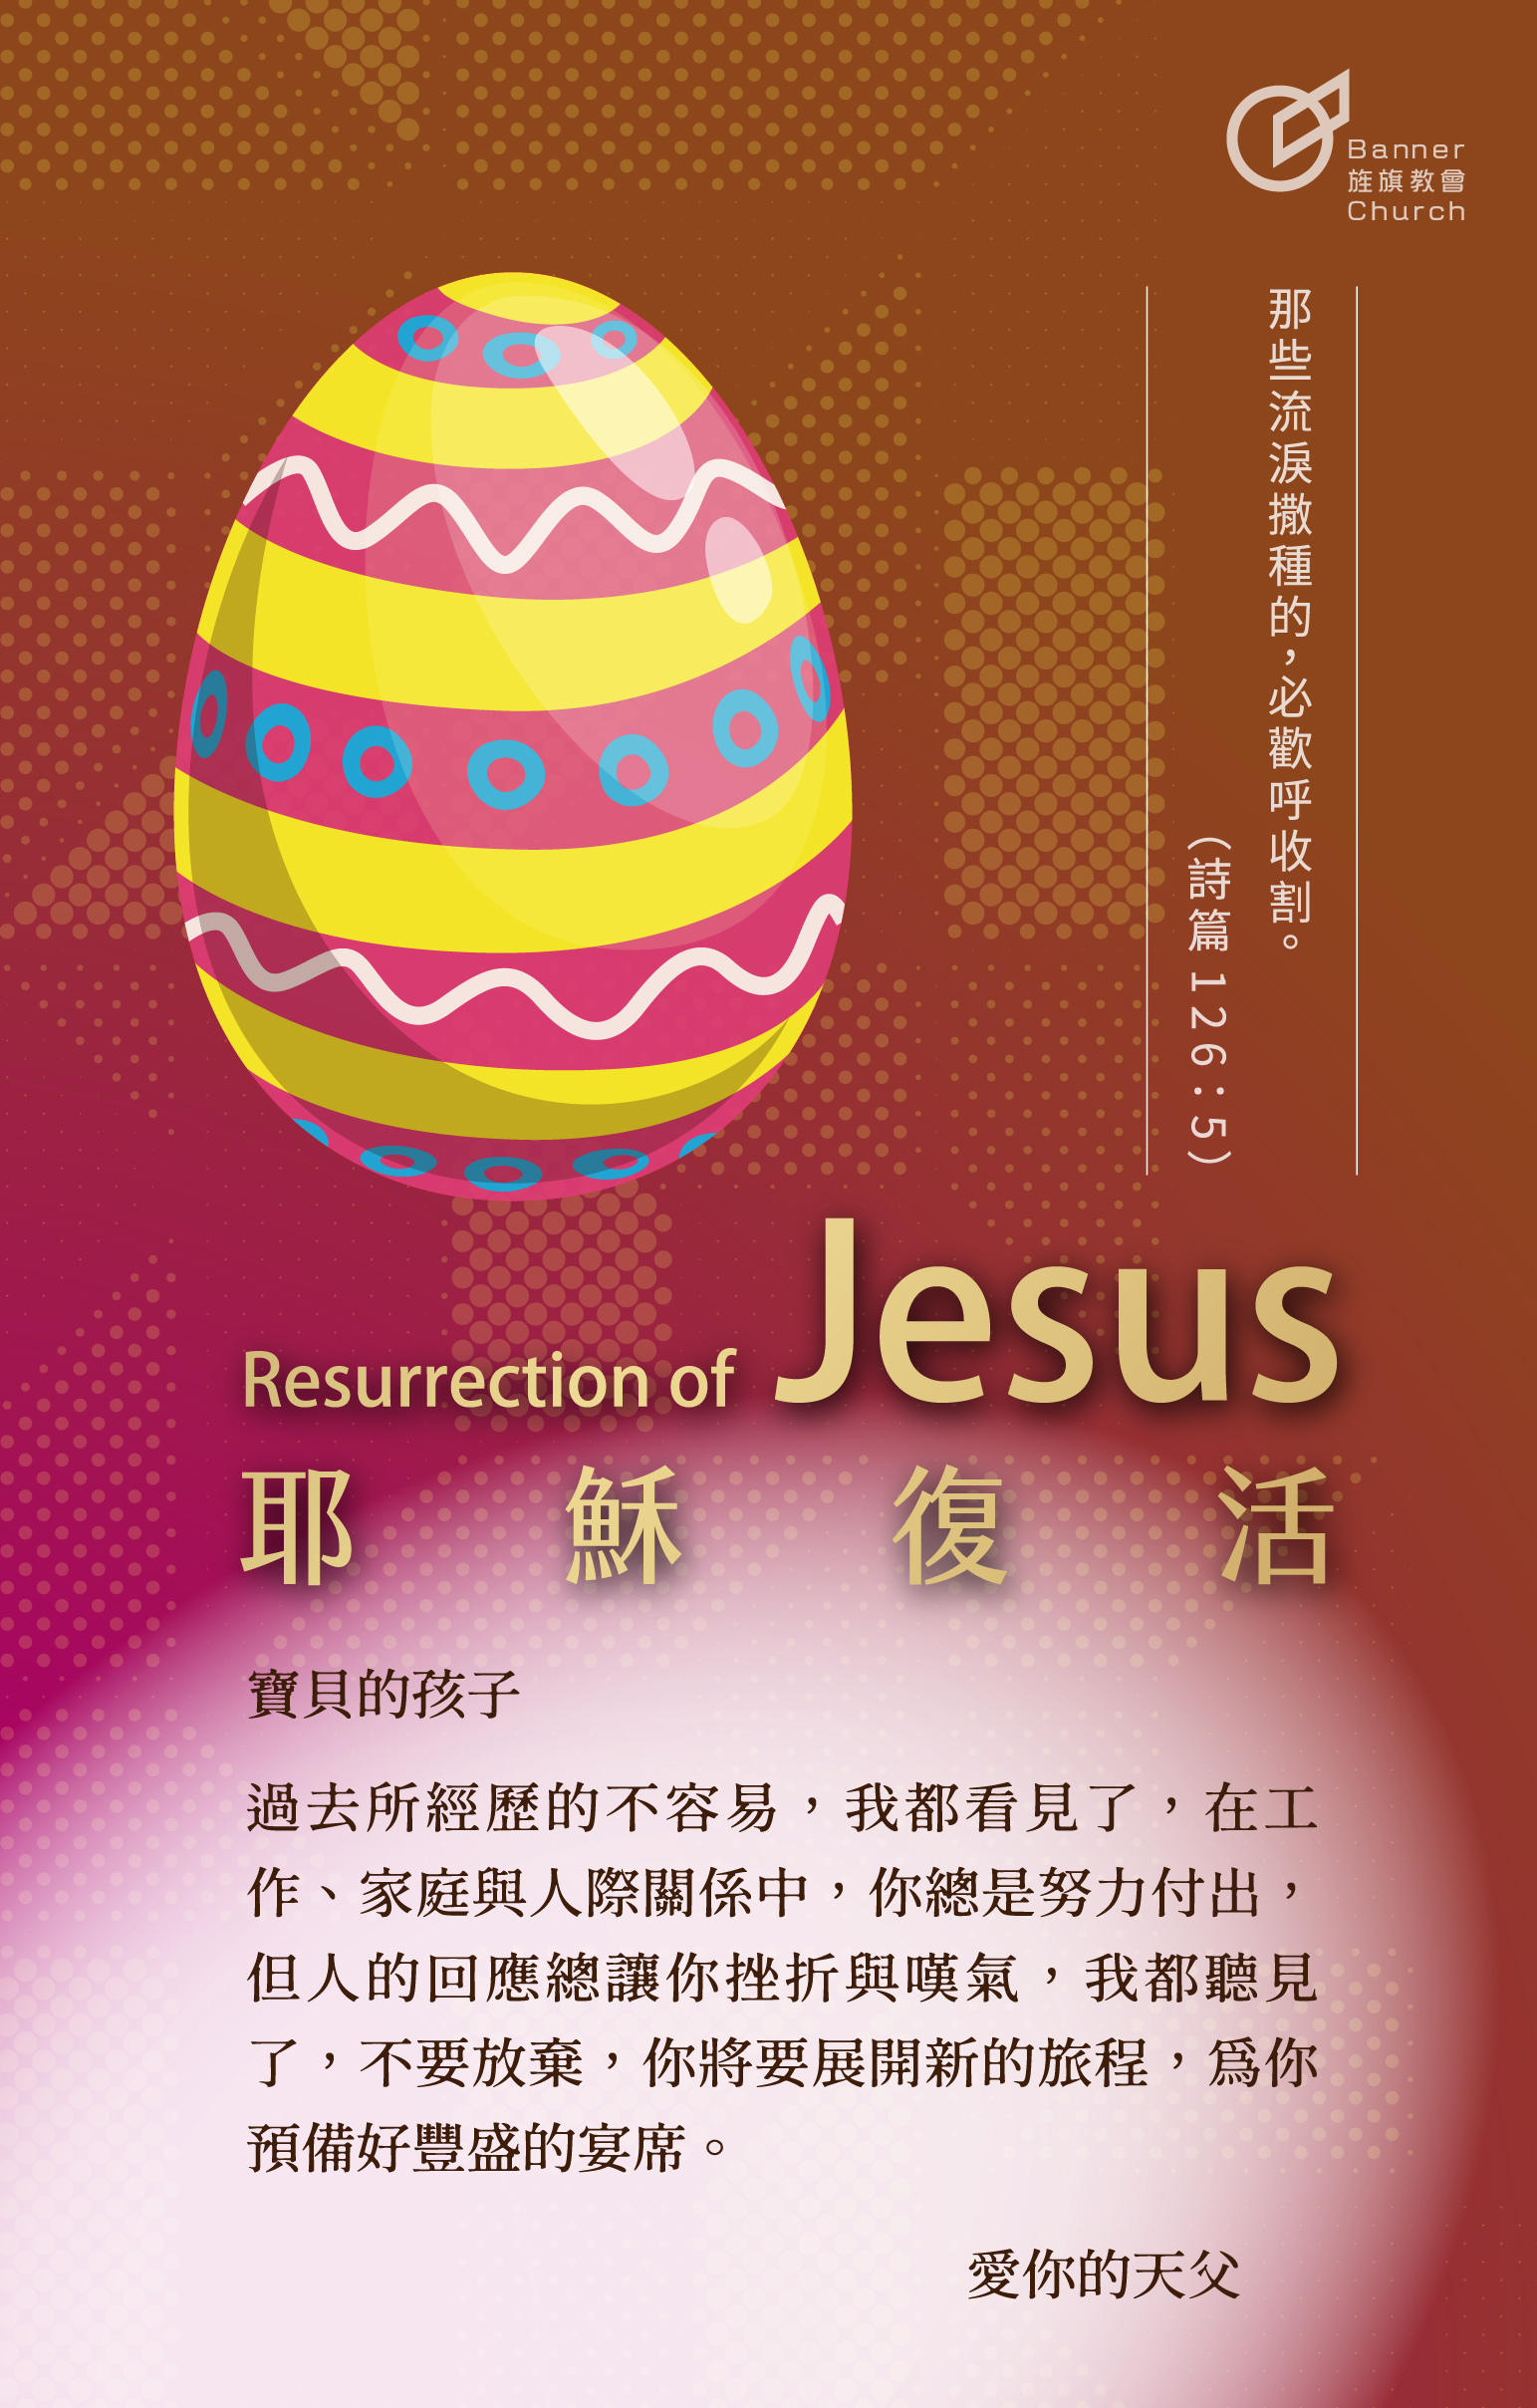 Banner
旌旗教會
Church
那些流淚撒種的，必歡呼收割。
（詩篇 126：5）
Resurrection of Jesus
耶穌復活
寶貝的孩子
過去所經歷的不容易，我都看見了，在工
作、家庭與人際關係中，你總是努力付出，
但人的回應總讓你挫折與嘆氣，我都聽見
了，不要放棄，你將要展開新的旅程，爲你
預備好豐盛的宴席。
愛你的天父